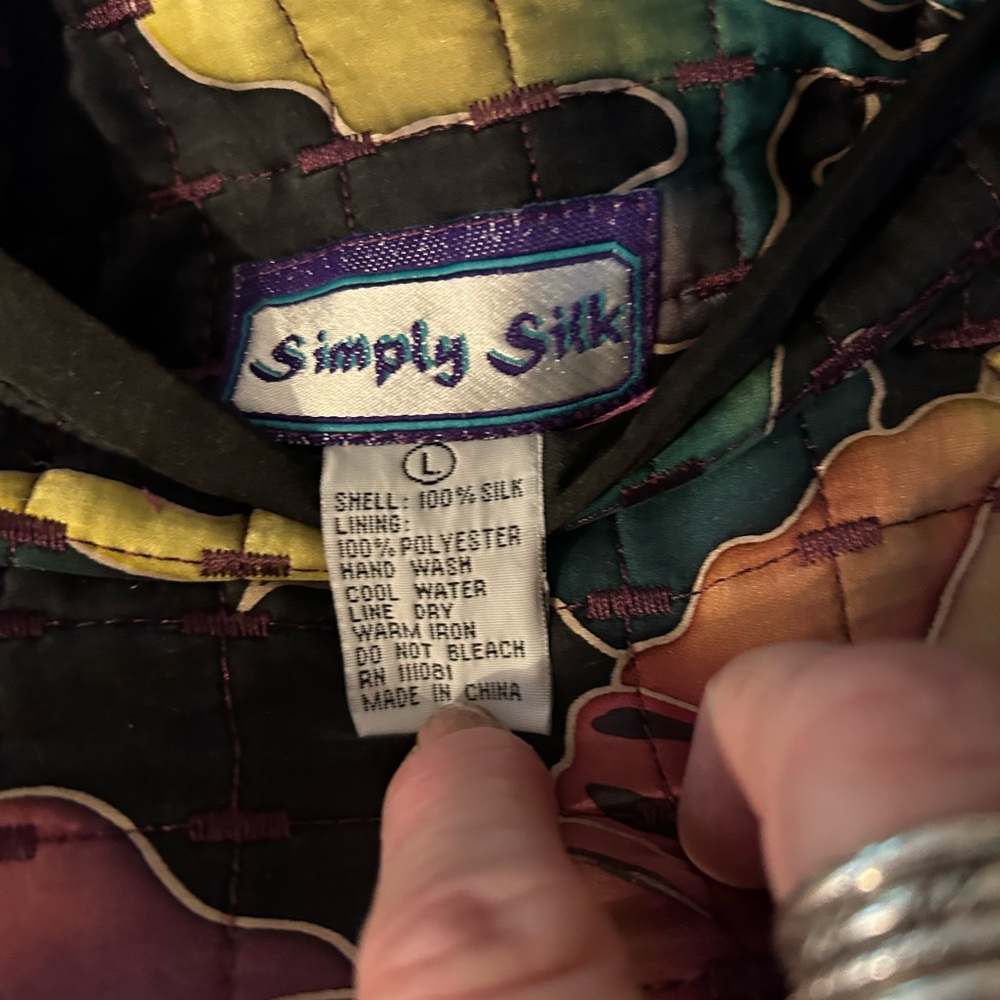 Simply Silk
L
SHELL: 100% SILK
LINING:
100% POLYESTER
HAND WASH
COOL WATER
LINE DRY
WARM IRON
DO NOT BLEACH
RN 111081
MADE IN CHINA